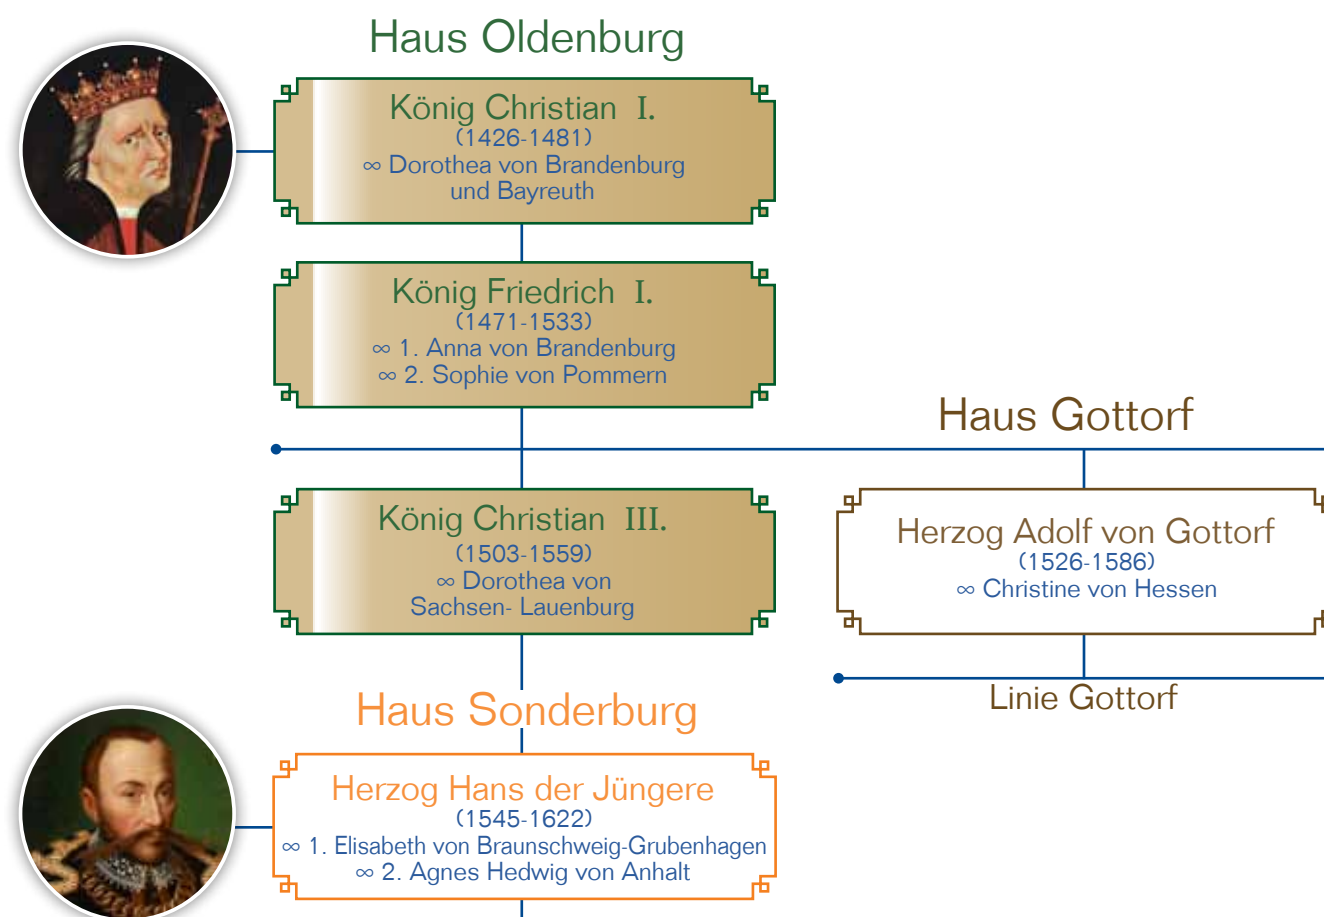 Haus Oldenburg
König Christian I.
(1426-1481)
∞ Dorothea von Brandenburg
und Bayreuth
König Friedrich I.
(1471-1533)
∞ 1. Anna von Brandenburg
∞ 2. Sophie von Pommern
Haus Gottorf
König Christian III.
(1503-1559)
∞ Dorothea von
Sachsen- Lauenburg
Herzog Adolf von Gottorf
(1526-1586)
∞ Christine von Hessen
Linie Gottorf
Haus Sonderburg
Herzog Hans der Jüngere
(1545-1622)
∞ 1. Elisabeth von Braunschweig-Grubenhagen
∞ 2. Agnes Hedwig von Anhalt